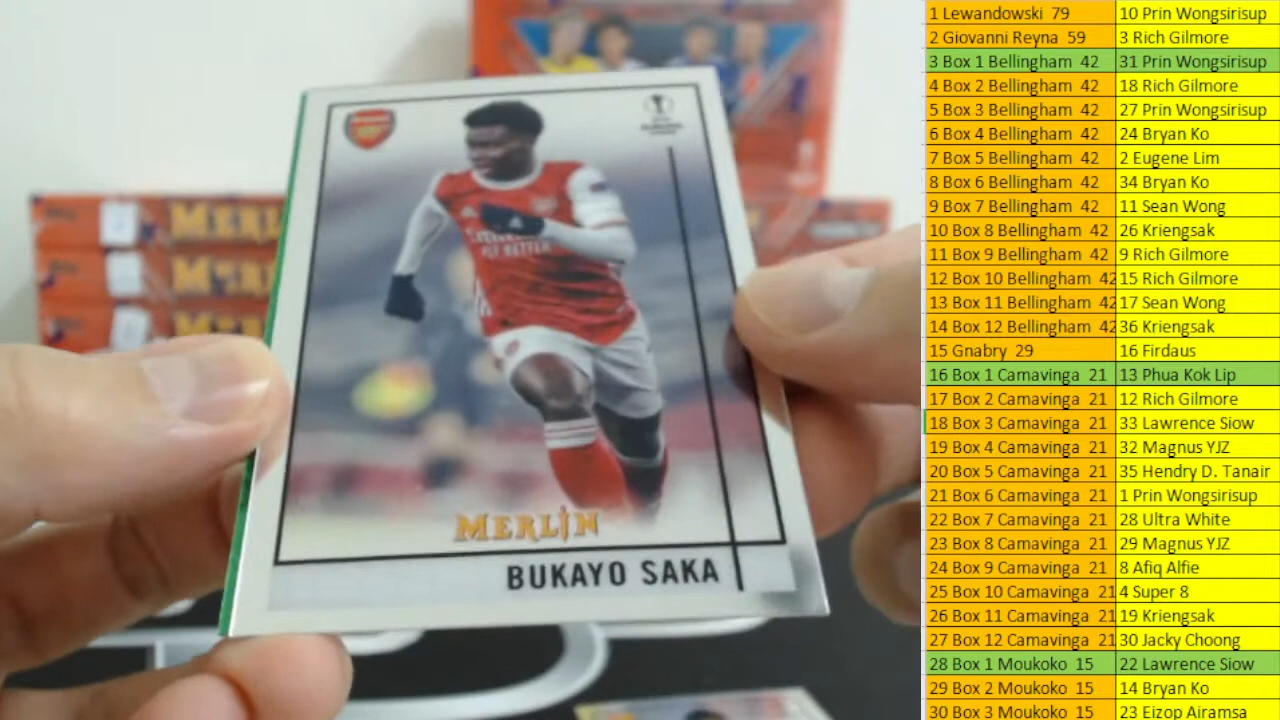 MERLIN
BUKAYO SAKA
MERLI
MERLI
MERLI
1 Lewandowski 79 10 Prin Wongsirisup
2 Giovanni Reyna 59 3 Rich Gilmore
3 Box 1 Bellingham 42 31 Prin Wongsirisup
4 Box 2 Bellingham 42 18 Rich Gilmore
5 Box 3 Bellingham 42 27 Prin Wongsirisup
6 Box 4 Bellingham 42 24 Bryan Ko
7 Box 5 Bellingham 42 2 Eugene Lim
8 Box 6 Bellingham 42 34 Bryan Ko
9 Box 7 Bellingham 42 11 Sean Wong
10 Box 8 Bellingham 42 26 Kriengsak
11 Box 9 Bellingham 42 9 Rich Gilmore
12 Box 10 Bellingham 42 15 Rich Gilmore
13 Box 11 Bellingham 42 17 Sean Wong
14 Box 12 Bellingham 42 36 Kriengsak
15 Gnabry 29 16 Firdaus
16 Box 1 Camavinga 21 13 Phua Kok Lip
17 Box 2 Camavinga 21 12 Rich Gilmore
18 Box 3 Camavinga 21 33 Lawrence Siow
19 Box 4 Camavinga 21 32 Magnus YJZ
20 Box 5 Camavinga 21 35 Hendry D. Tanair
21 Box 6 Camavinga 21 1 Prin Wongsirisup
22 Box 7 Camavinga 21 28 Ultra White
23 Box 8 Camavinga 21 29 Magnus YJZ
24 Box 9 Camavinga 21 8 Afiq Alfie
25 Box 10 Camavinga 21 4 Super 8
26 Box 11 Camavinga 21 19 Kriengsak
27 Box 12 Camavinga 21 30 Jacky Choong
28 Box 1 Moukoko 15 22 Lawrence Siow
29 Box 2 Moukoko 15 14 Bryan Ko
30 Box 3 Moukoko 15 23 Eizop Airamsa